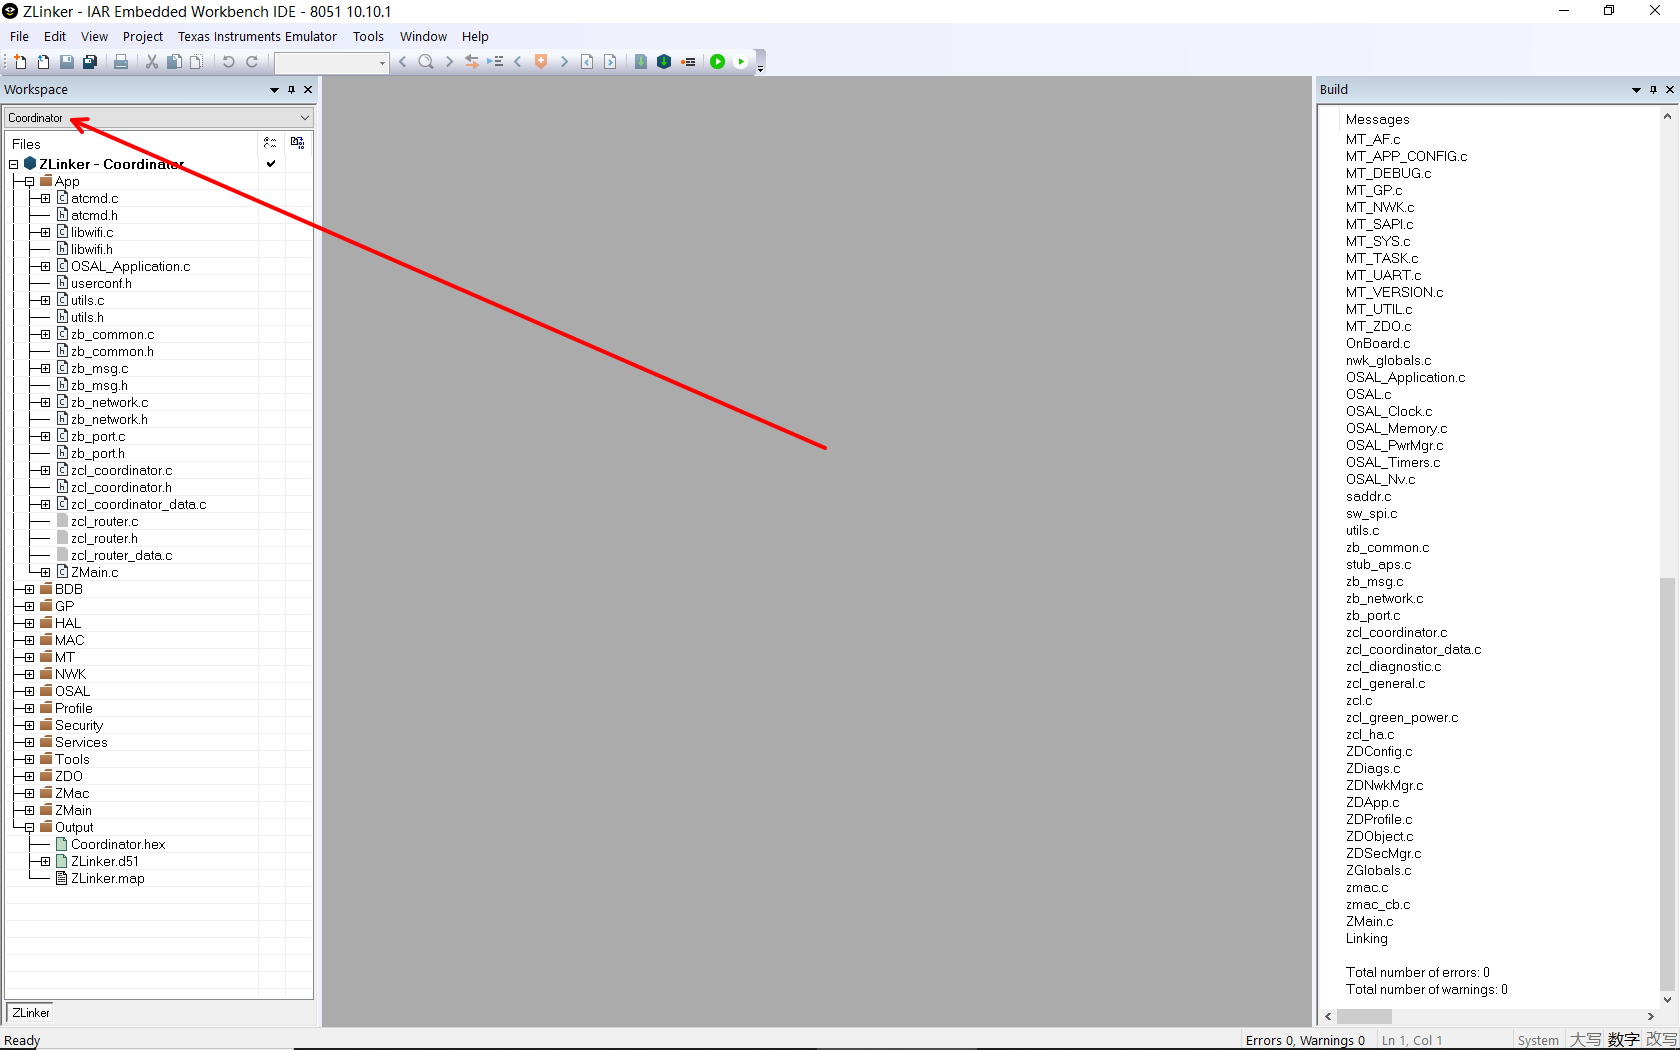 ZLinker - IAR Embedded Workbench IDE - 8051 10.10.1
File Edit View Project Texas Instruments Emulator Tools Window Help
Workspace
Coordinator
Files
ZLinker - Coordinator
App
atcmd.c
atcmd.h
libwifi.c
libwifi.h
OSAL_Application.c
userconf.h
utils.c
utils.h
zb_common.c
zb_common.h
zb_msg.c
zb_msg.h
zb_network.c
zb_network.h
zb_port.c
zb_port.h
zcl_coordinator.c
zcl_coordinator.h
zcl_coordinator_data.c
zcl_router.c
zcl_router.h
zcl_router_data.c
ZMain.c
BDB
GP
HAL
MAC
MT
NWK
OSAL
Profile
Security
Services
Tools
ZDO
ZMac
ZMain
Output
Coordinator.hex
ZLinker.d51
ZLinker.map
ZLinker
Build
Messages
MT_AF.c
MT_APP_CONFIG.c
MT_DEBUG.c
MT_GP.c
MT_NWK.c
MT_SAPI.c
MT_SYS.c
MT_TASK.c
MT_UART.c
MT_VERSION.c
MT_UTIL.c
MT_ZDO.c
OnBoard.c
nwk_globals.c
OSAL_Application.c
OSAL.c
OSAL_Clock.c
OSAL_Memory.c
OSAL_PwrMgr.c
OSAL_Timers.c
OSAL_Nv.c
saddr.c
sw_spi.c
utils.c
zb_common.c
stub_aps.c
zb_msg.c
zb_network.c
zb_port.c
zcl_coordinator.c
zcl_coordinator_data.c
zcl_diagnostic.c
zcl_general.c
zcl.c
zcl_green_power.c
zcl_ha.c
ZDConfig.c
ZDiags.c
ZDNwkMgr.c
ZDApp.c
ZDProfile.c
ZDObject.c
ZDSecMgr.c
ZGlobals.c
zmac.c
zmac_cb.c
ZMain.c
Linking
Total number of errors: 0
Total number of warnings: 0
Ready
Errors 0, Warnings 0 Ln 1, Col 1 System 大写 数字 改写